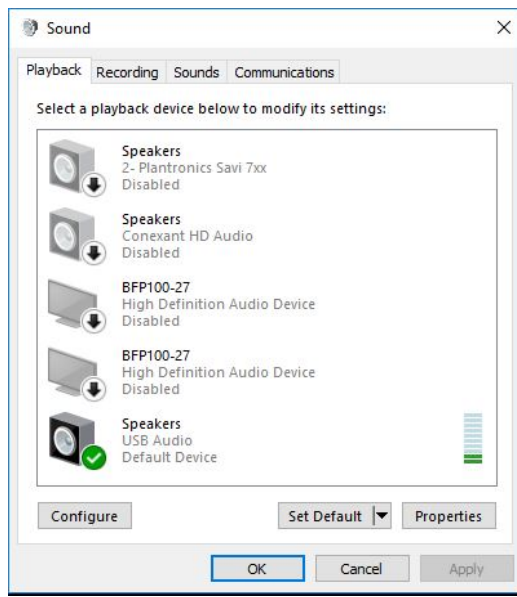 Sound
Playback Recording Sounds Communications
Select a playback device below to modify its settings:
Speakers
2- Plantronics Savi 7xx
Disabled
Speakers
Conexant HD Audio
Disabled
BFP100-27
High Definition Audio Device
Disabled
BFP100-27
High Definition Audio Device
Disabled
Speakers
USB Audio
Default Device
Configure Set Default Properties
OK Cancel Apply